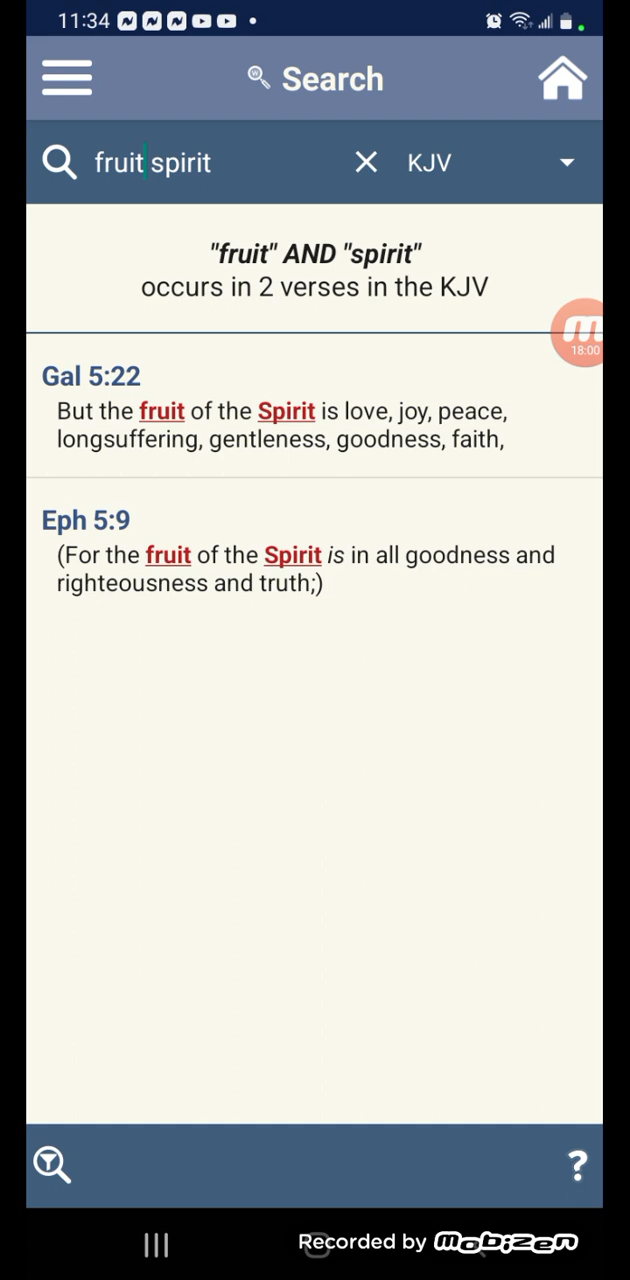 11:34
Search
fruit spirit
KJV
"fruit" AND "spirit"
occurs in 2 verses in the KJV
18:00
Gal 5:22
But the fruit of the Spirit is love, joy, peace,
longsuffering, gentleness, goodness, faith,
Eph 5:9
(For the fruit of the Spirit is in all goodness and
righteousness and truth;)
?
Recorded by mobizen